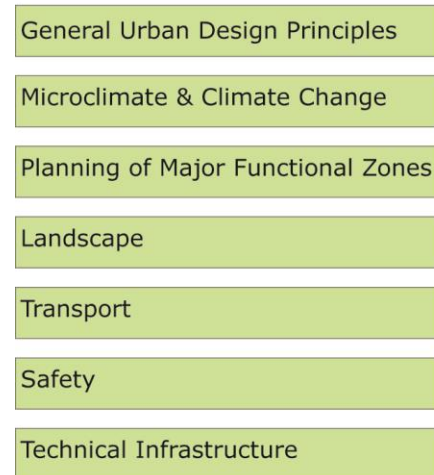 General Urban Design Principles
Microclimate & Climate Change
Planning of Major Functional Zones
Landscape
Transport
Safety
Technical Infrastructure